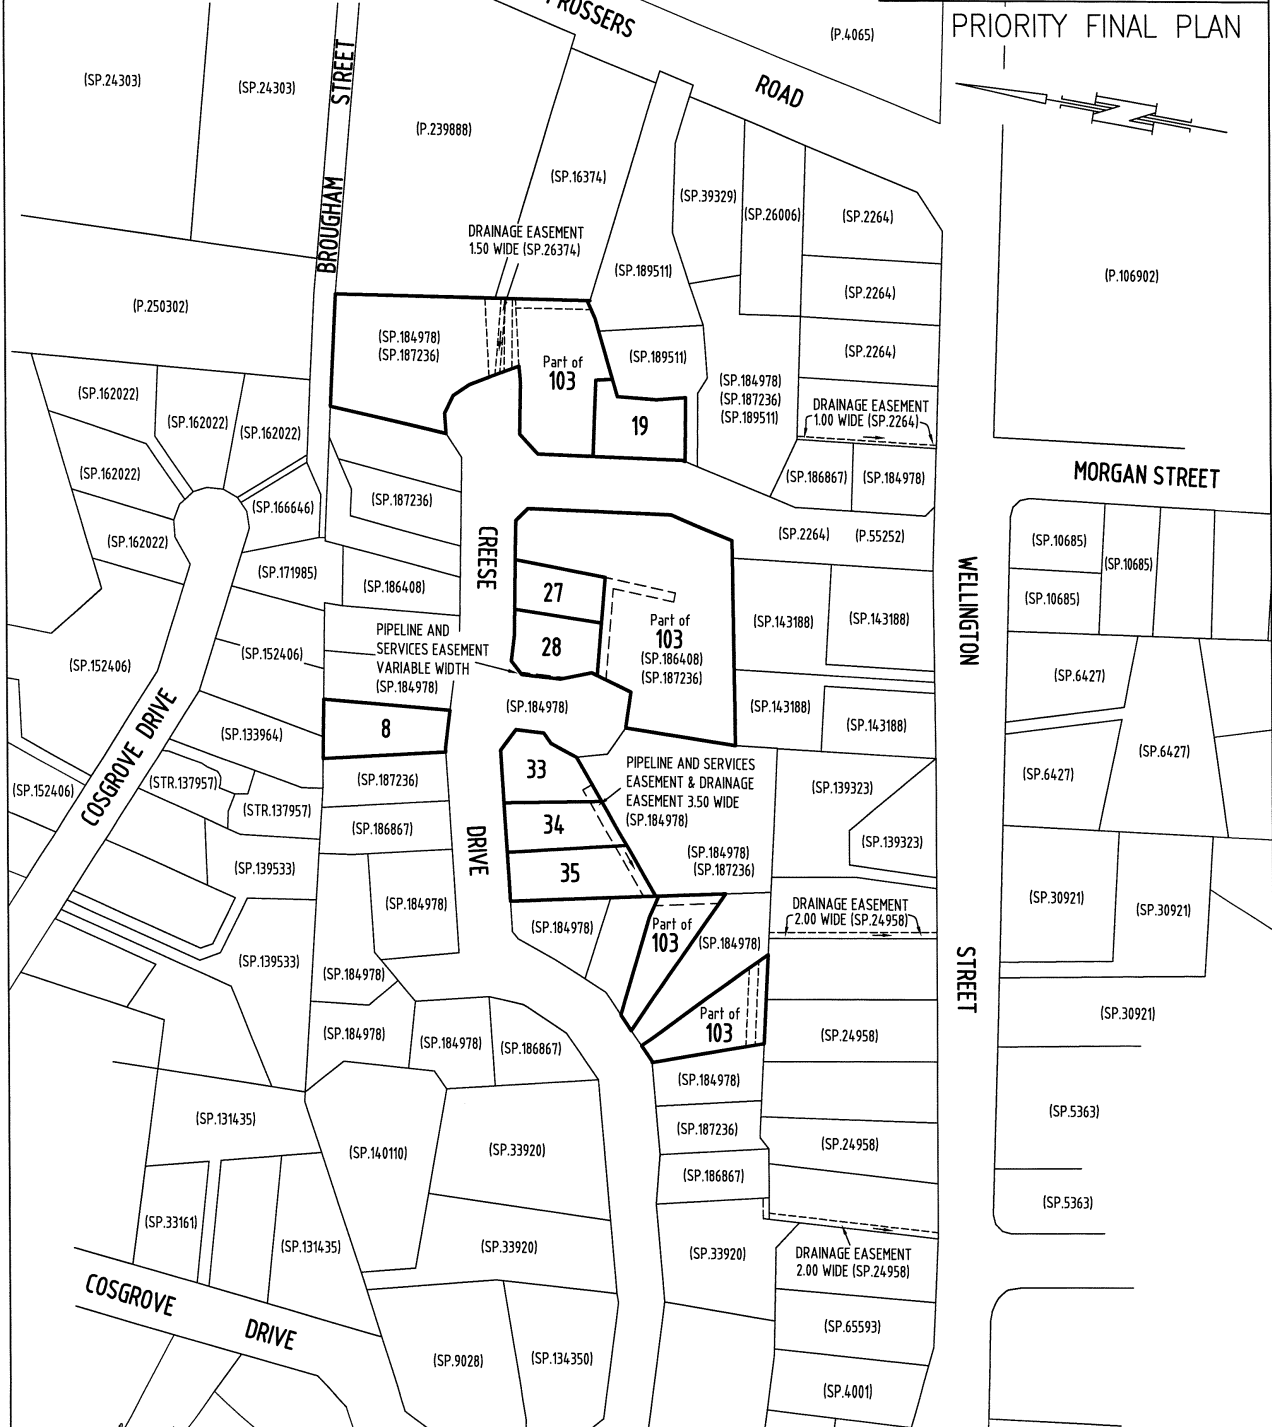 PROSSERS
ROAD
(P.4065)
PRIORITY FINAL PLAN
(SP.24303)
(SP.24303)
BROUGHAM STREET
(P.239888)
(SP.16374)
(SP.39329)
(SP.26006)
(SP.2264)
DRAINAGE EASEMENT
1.50 WIDE (SP.26374)
(SP.189511)
(SP.2264)
(P.106902)
(P.250302)
(SP.184978)
(SP.187236)
Part of
103
(SP.189511)
(SP.2264)
(SP.184978)
(SP.187236)
(SP.189511)
DRAINAGE EASEMENT
1.00 WIDE (SP.2264)
(SP.162022)
(SP.162022)
(SP.162022)
19
(SP.162022)
(SP.166646)
(SP.187236)
(SP.186867)
(SP.184978)
MORGAN STREET
(SP.162022)
(SP.2264)
(P.55252)
(SP.10685)
(SP.10685)
(SP.10685)
(SP.171985)
(SP.186408)
CREESE
27
28
Part of
103
(SP.186408)
(SP.187236)
(SP.143188)
(SP.143188)
WELLINGTON
PIPELINE AND
SERVICES EASEMENT
VARIABLE WIDTH
(SP.184978)
(SP.152406)
(SP.152406)
(SP.6427)
(SP.184978)
(SP.143188)
(SP.143188)
8
(SP.133964)
COSGROVE DRIVE
(SP.6427)
(SP.6427)
33
PIPELINE AND SERVICES
EASEMENT & DRAINAGE
EASEMENT 3.50 WIDE
(SP.184978)
(SP.152406)
(STR.137957)
(STR.137957)
(SP.187236)
(SP.139323)
34
(SP.186867)
(SP.139323)
DRIVE
35
(SP.184978)
(SP.187236)
(SP.139533)
(SP.184978)
(SP.184978)
Part of
103
(SP.184978)
DRAINAGE EASEMENT
2.00 WIDE (SP.24958)
(SP.30921)
(SP.30921)
(SP.139533)
(SP.184978)
STREET
(SP.184978)
(SP.184978)
(SP.186867)
Part of
103
(SP.24958)
(SP.30921)
(SP.184978)
(SP.131435)
(SP.187236)
(SP.24958)
(SP.5363)
(SP.140110)
(SP.33920)
(SP.186867)
(SP.5363)
(SP.33161)
(SP.131435)
(SP.33920)
(SP.33920)
DRAINAGE EASEMENT
2.00 WIDE (SP.24958)
COSGROVE DRIVE
(SP.65593)
(SP.9028)
(SP.134350)
(SP.4001)